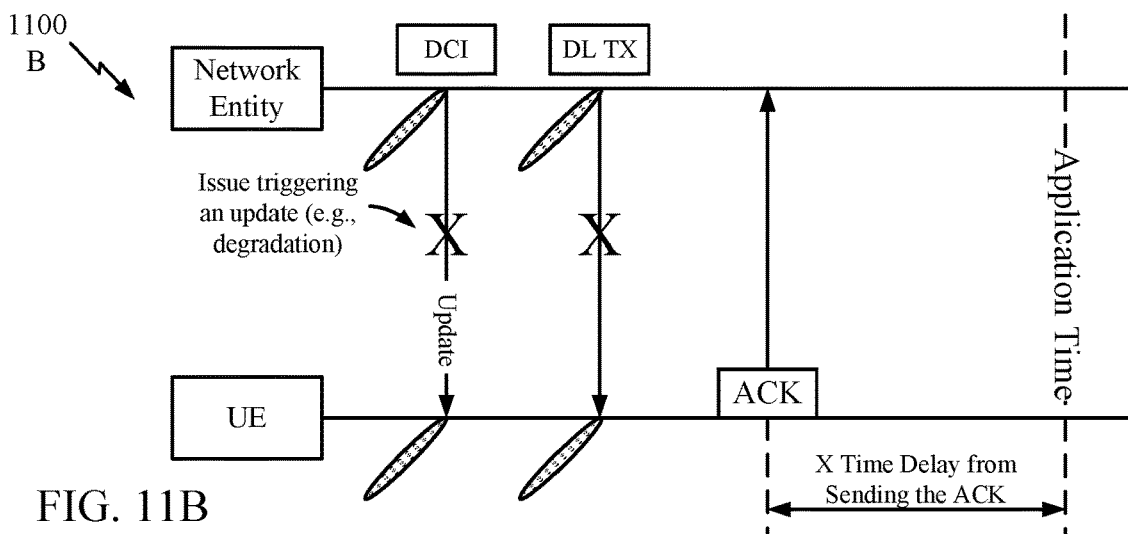 1100
B
Network
Entity
DCI
DL TX
Issue triggering
an update (e.g.,
degradation)
X
X
Update
Application Time
UE
ACK
X Time Delay from
Sending the ACK
FIG. 11B